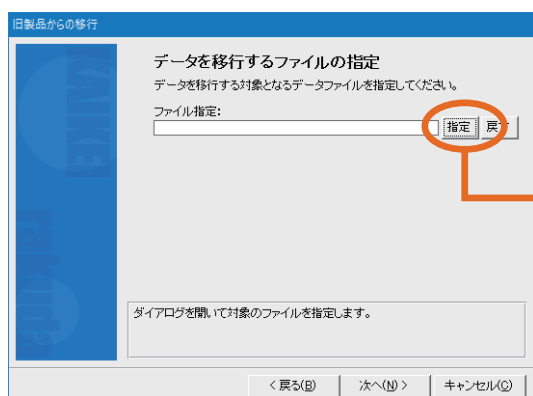 旧製品からの移行
データを移行するファイルの指定
データを移行する対象となるデータファイルを指定してください。
ファイル指定:
指定 戻す
ダイアログを開いて対象のファイルを指定します。
< 戻る(B) 次へ(N) > キャンセル(C)
KAIKEI